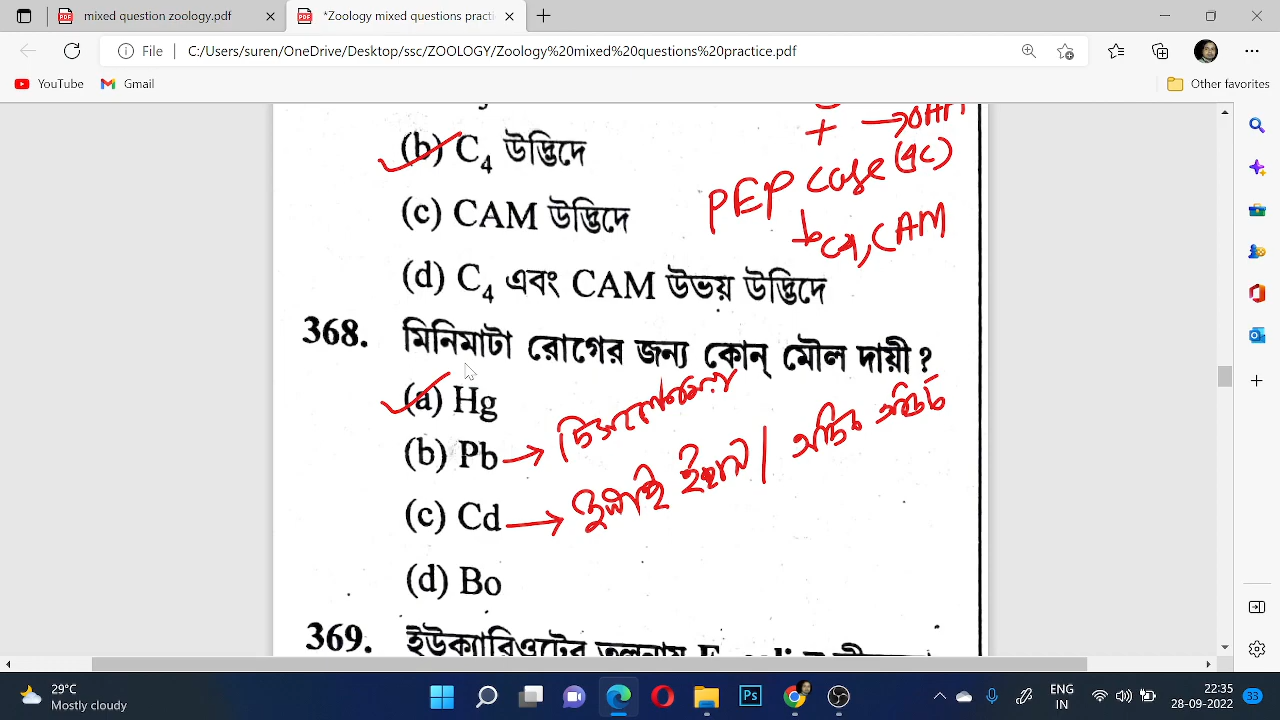 mixed question zoology.pdf
*Zoology mixed questions practi
File
C:/Users/suren/OneDrive/Desktop/ssc/ZOOLOGY/Zoology%20mixed%20questions%20practice.pdf
YouTube
Gmail
Other favorites
(b) C4 উদ্ভিদে
PEP case (4c)
(c) CAM উদ্ভিদে
C4, CAM
(d) C4 এবং CAM উভয় উদ্ভিদে
368. মিনিমাটা রোগের জন্য কোন্ মৌল দায়ী ?
(a) Hg
(b) Pb →
(c) Cd →
(d) Bo
369. ইউক্যারিওটের তুলনায় E. coli
29°C
Mostly cloudy
ENG
IN
22:35
28-09-2022
33